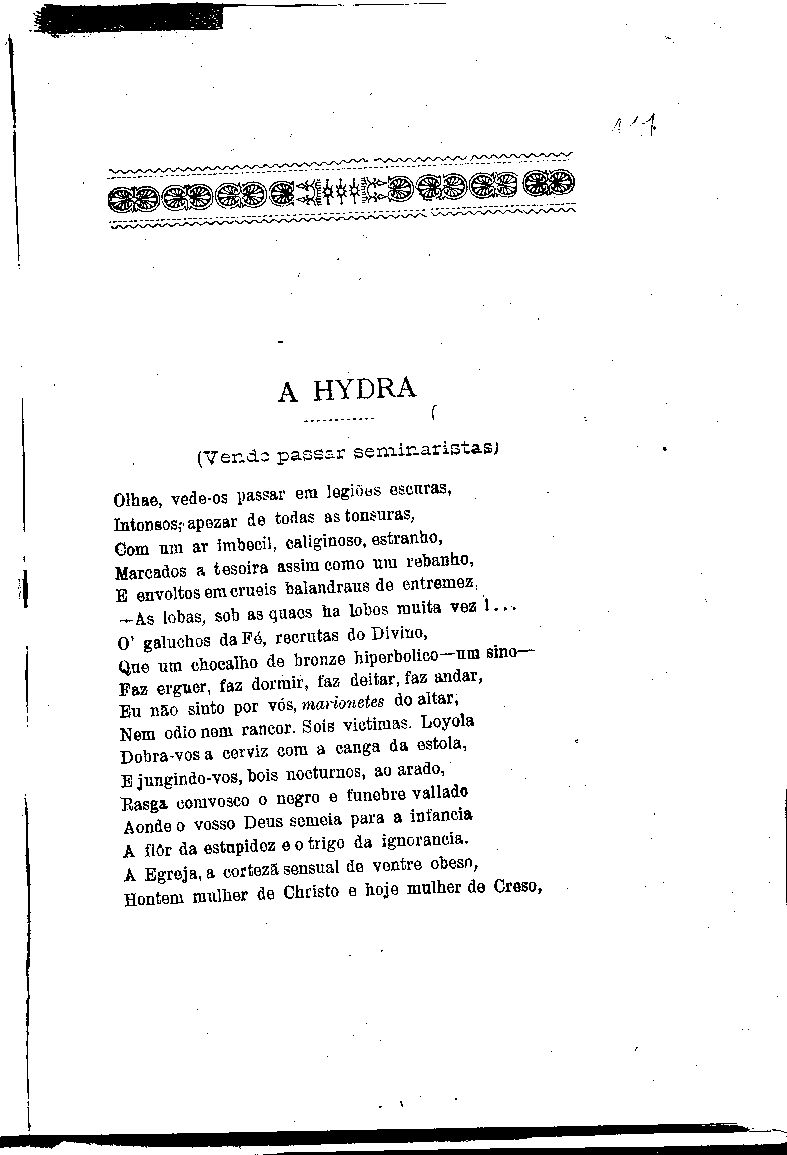 A HYDRA
(Vendo passar seminaristas)
Olhae, vede-os passar em legiões escuras,
Intonsos, apezar de todas as tonsuras,
Com um ar imbecil, caliginoso, estranho,
Marcados a tesoira assim como um rebanho,
E envoltos em crueis balandraus de entremez,
—As lobas, sob as quaes ha lobos muita vez!...
O' galuchos da Fé, recrutas do Divino,
Que um chocalho de bronze hiperbolico—um sino—
Faz erguer, faz dormir, faz deitar, faz andar,
Eu não sinto por vós, marionetes do altar,
Nem odio nem rancor. Sois victimas. Loyola
Dobra-vos a cerviz com a canga da estola,
E jungindo-vos, bois nocturnos, ao arado,
Rasga comvosco o negro e funebre vallado
Aonde o vosso Deus semeia para a infancia
A flôr da estupidez e o trigo da ignorancia.
A Egreja, a cortezã sensual de ventre obeso,
Hontem mulher de Christo e hoje mulher de Creso,